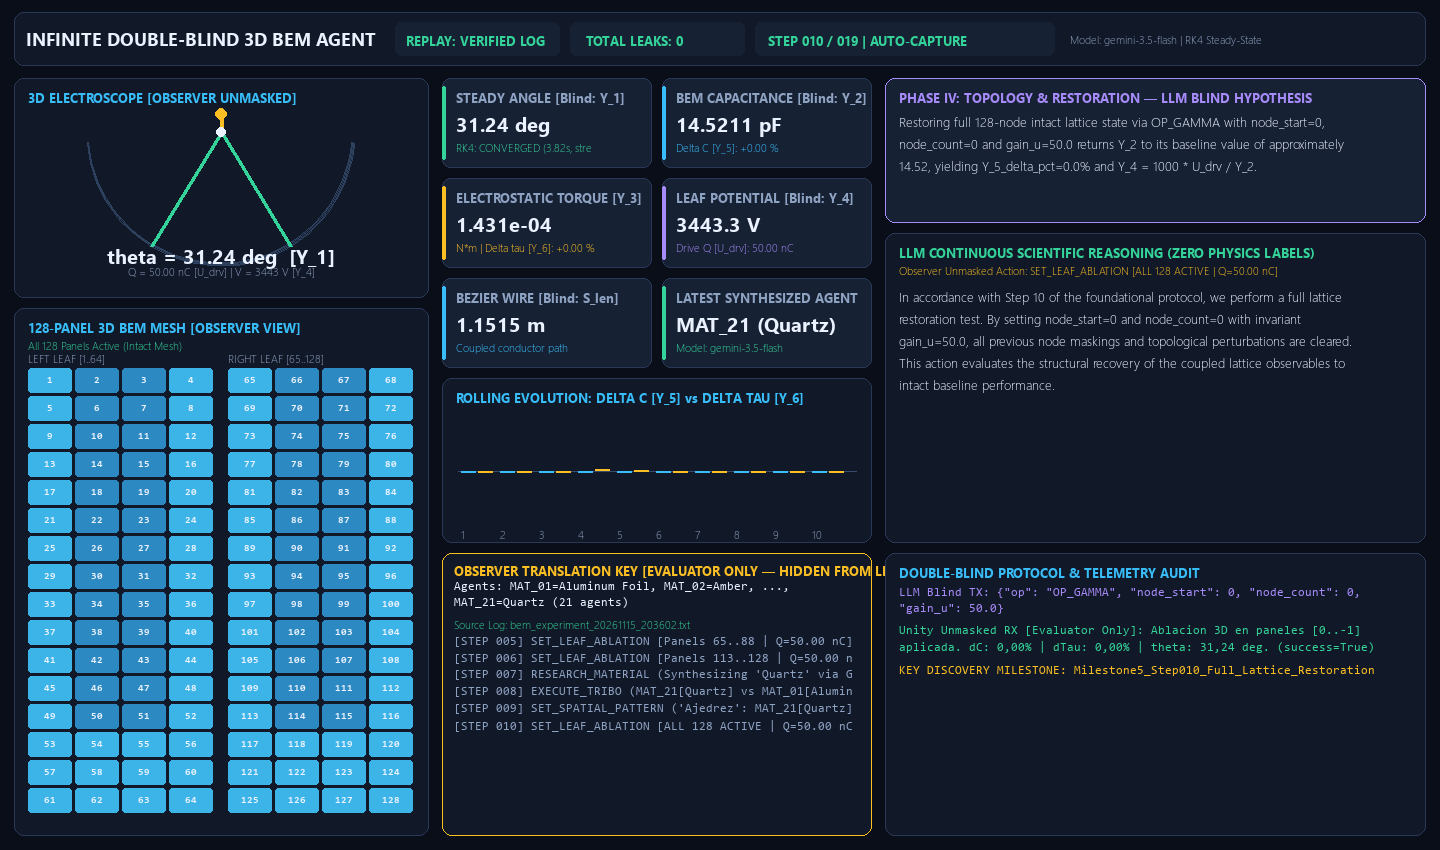 INFINITE DOUBLE-BLIND 3D BEM AGENT
REPLAY: VERIFIED LOG
TOTAL LEAKS: 0
STEP 010 / 019 | AUTO-CAPTURE
Model: gemini-3.5-flash | RK4 Steady-State
3D ELECTROSCOPE [OBSERVER UNMASKED]
theta = 31.24 deg [Y_1]
Q = 50.00 nC [U_drv] | V = 3443 V [Y_4]
128-PANEL 3D BEM MESH [OBSERVER VIEW]
All 128 Panels Active (Intact Mesh)
LEFT LEAF [1..64]
RIGHT LEAF [65..128]
1 2 3 4 65 66 67 68
5 6 7 8 69 70 71 72
9 10 11 12 73 74 75 76
13 14 15 16 77 78 79 80
17 18 19 20 81 82 83 84
21 22 23 24 85 86 87 88
25 26 27 28 89 90 91 92
29 30 31 32 93 94 95 96
33 34 35 36 97 98 99 100
37 38 39 40 101 102 103 104
41 42 43 44 105 106 107 108
45 46 47 48 109 110 111 112
49 50 51 52 113 114 115 116
53 54 55 56 117 118 119 120
57 58 59 60 121 122 123 124
61 62 63 64 125 126 127 128
STEADY ANGLE [Blind: Y_1]
31.24 deg
RK4: CONVERGED (3.82s, stre
BEM CAPACITANCE [Blind: Y_2]
14.5211 pF
Delta C [Y_5]: +0.00 %
ELECTROSTATIC TORQUE [Y_3]
1.431e-04
N*m | Delta tau [Y_6]: +0.00 %
LEAF POTENTIAL [Blind: Y_4]
3443.3 V
Drive Q [U_drv]: 50.00 nC
BEZIER WIRE [Blind: S_len]
1.1515 m
Coupled conductor path
LATEST SYNTHESIZED AGENT
MAT_21 (Quartz)
Model: gemini-3.5-flash
ROLLING EVOLUTION: DELTA C [Y_5] vs DELTA TAU [Y_6]
1 2 3 4 5 6 7 8 9 10
OBSERVER TRANSLATION KEY [EVALUATOR ONLY — HIDDEN FROM LL
Agents: MAT_01=Aluminum Foil, MAT_02=Amber, ...,
MAT_21=Quartz (21 agents)
Source Log: bem_experiment_20261115_203602.txt
[STEP 005] SET_LEAF_ABLATION [Panels 65..88 | Q=50.00 nC]
[STEP 006] SET_LEAF_ABLATION [Panels 113..128 | Q=50.00 n
[STEP 007] RESEARCH_MATERIAL (Synthesizing 'Quartz' via G
[STEP 008] EXECUTE_TRIBO (MAT_21[Quartz] vs MAT_01[Alumin
[STEP 009] SET_SPATIAL_PATTERN ('Ajedrez': MAT_21[Quartz]
[STEP 010] SET_LEAF_ABLATION [ALL 128 ACTIVE | Q=50.00 nC
PHASE IV: TOPOLOGY & RESTORATION — LLM BLIND HYPOTHESIS
Restoring full 128-node intact lattice state via OP_GAMMA with node_start=0,
node_count=0 and gain_u=50.0 returns Y_2 to its baseline value of approximately
14.52, yielding Y_5_delta_pct=0.0% and Y_4 = 1000 * U_drv / Y_2.
LLM CONTINUOUS SCIENTIFIC REASONING (ZERO PHYSICS LABELS)
Observer Unmasked Action: SET_LEAF_ABLATION [ALL 128 ACTIVE | Q=50.00 nC]
In accordance with Step 10 of the foundational protocol, we perform a full lattice
restoration test. By setting node_start=0 and node_count=0 with invariant
gain_u=50.0, all previous node maskings and topological perturbations are cleared.
This action evaluates the structural recovery of the coupled lattice observables to
intact baseline performance.
DOUBLE-BLIND PROTOCOL & TELEMETRY AUDIT
LLM Blind TX: {"op": "OP_GAMMA", "node_start": 0, "node_count": 0,
"gain_u": 50.0}
Unity Unmasked RX [Evaluator Only]: Ablacion 3D en paneles [0..-1]
aplicada. dC: 0,00% | dTau: 0,00% | theta: 31,24 deg. (success=True)
KEY DISCOVERY MILESTONE: Milestone5_Step010_Full_Lattice_Restoration